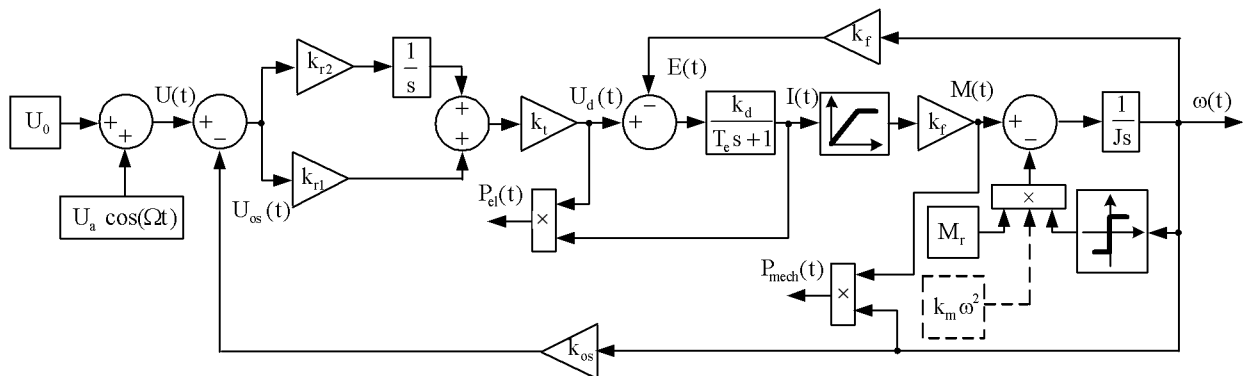 k_f
U(t)
k_r2
1
s
E(t)
U_d(t)
k_d
T_e s+1
I(t)
M(t)
1
Js
ω(t)
U_0
+
+
+
−
+
+
k_t
−
+
k_f
+
−
k_r1
U_a cos(Ωt)
U_os(t)
P_el(t)
×
×
M_r
P_mech(t)
×
k_m ω²
k_os